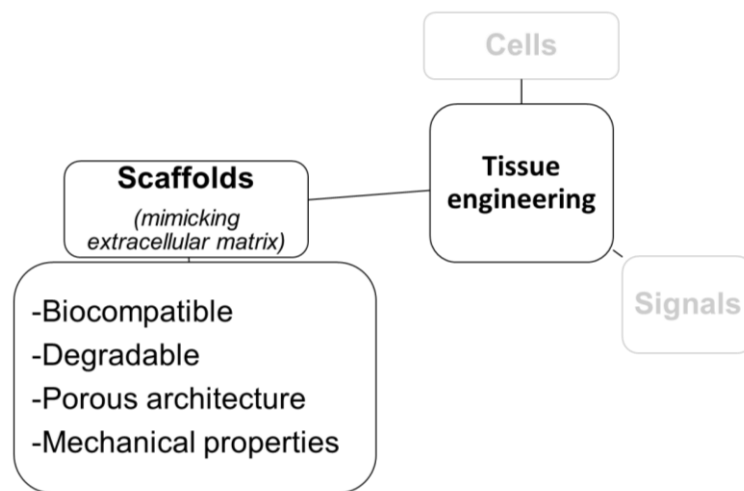 Cells
Tissue
engineering
Scaffolds
(mimicking
extracellular matrix)
Signals
-Biocompatible
-Degradable
-Porous architecture
-Mechanical properties